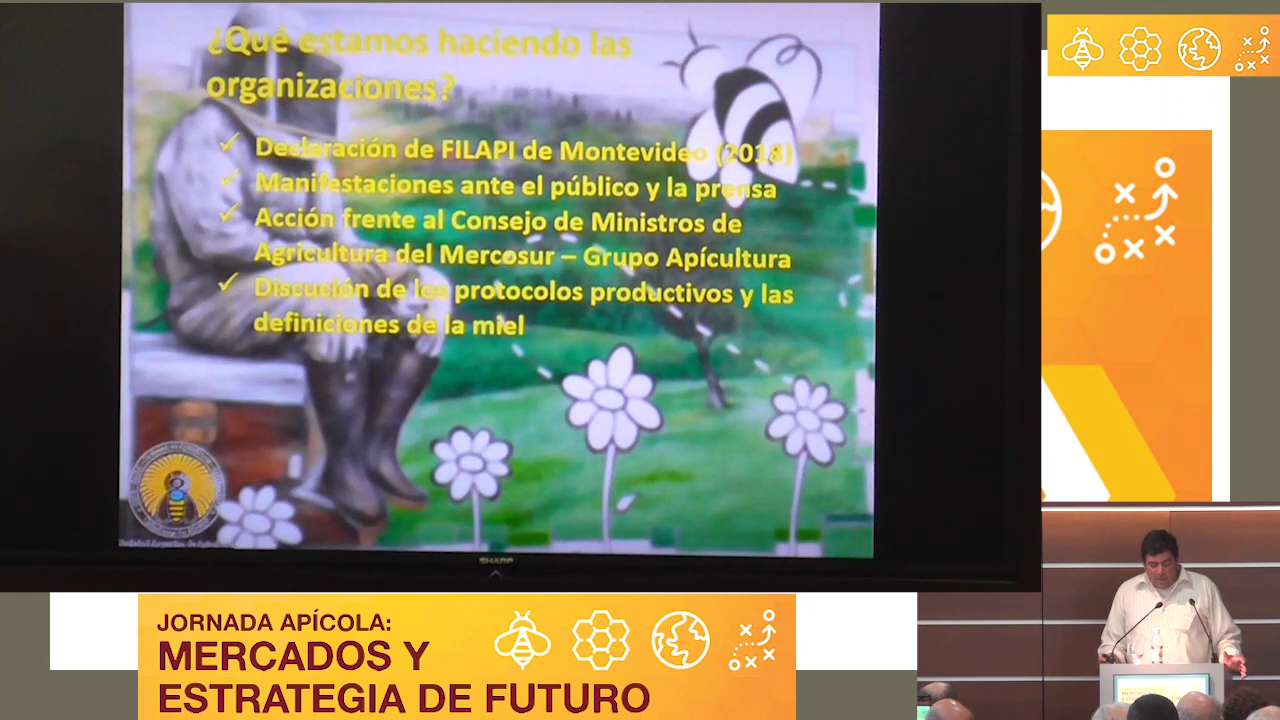 ¿Qué estamos haciendo las
organizaciones?
✓ Declaración de FILAPI de Montevideo (2018)
✓ Manifestaciones ante el público y la prensa
✓ Acción frente al Consejo de Ministros de
Agricultura del Mercosur – Grupo Apícultura
✓ Discución de los protocolos productivos y las
definiciones de la miel
SHARP
JORNADA APÍCOLA:
MERCADOS Y
ESTRATEGIA DE FUTURO